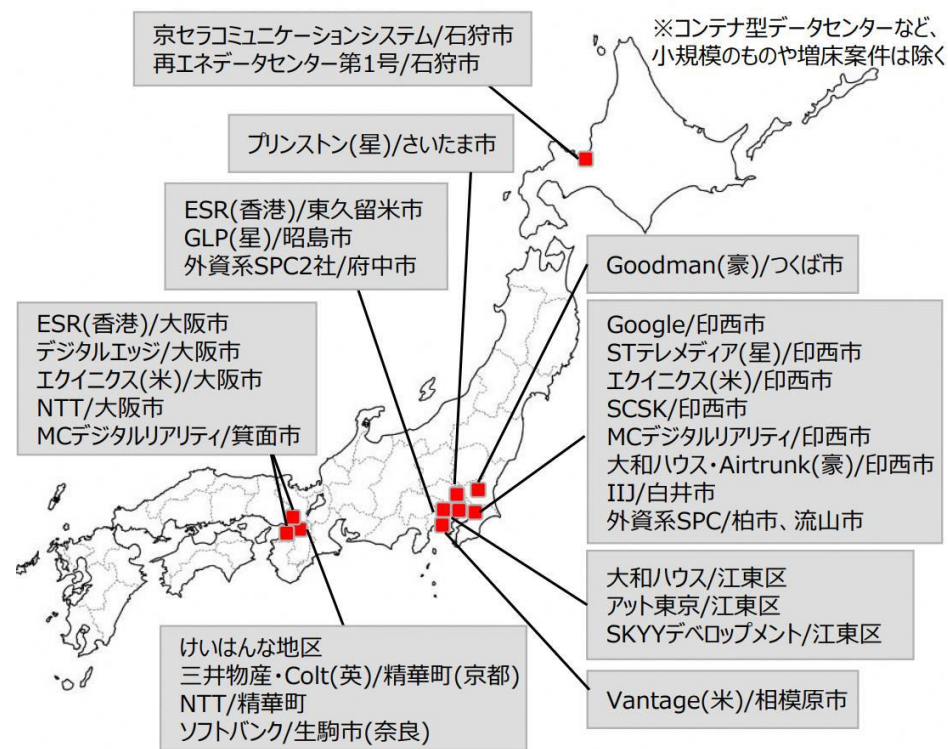 京セラコミュニケーションシステム/石狩市
再エネデータセンター第1号/石狩市
※コンテナ型データセンターなど、
小規模のものや増床案件は除く
プリンストン(星)/さいたま市
ESR(香港)/東久留米市
GLP(星)/昭島市
外資系SPC2社/府中市
Goodman(豪)/つくば市
ESR(香港)/大阪市
デジタルエッジ/大阪市
エクイニクス(米)/大阪市
NTT/大阪市
MCデジタルリアリティ/箕面市
Google/印西市
STテレメディア(星)/印西市
エクイニクス(米)/印西市
SCSK/印西市
MCデジタルリアリティ/印西市
大和ハウス・Airtrunk(豪)/印西市
IIJ/白井市
外資系SPC/柏市、流山市
大和ハウス/江東区
アット東京/江東区
SKYYデベロップメント/江東区
けいはんな地区
三井物産・Colt(英)/精華町(京都)
NTT/精華町
ソフトバンク/生駒市(奈良)
Vantage(米)/相模原市